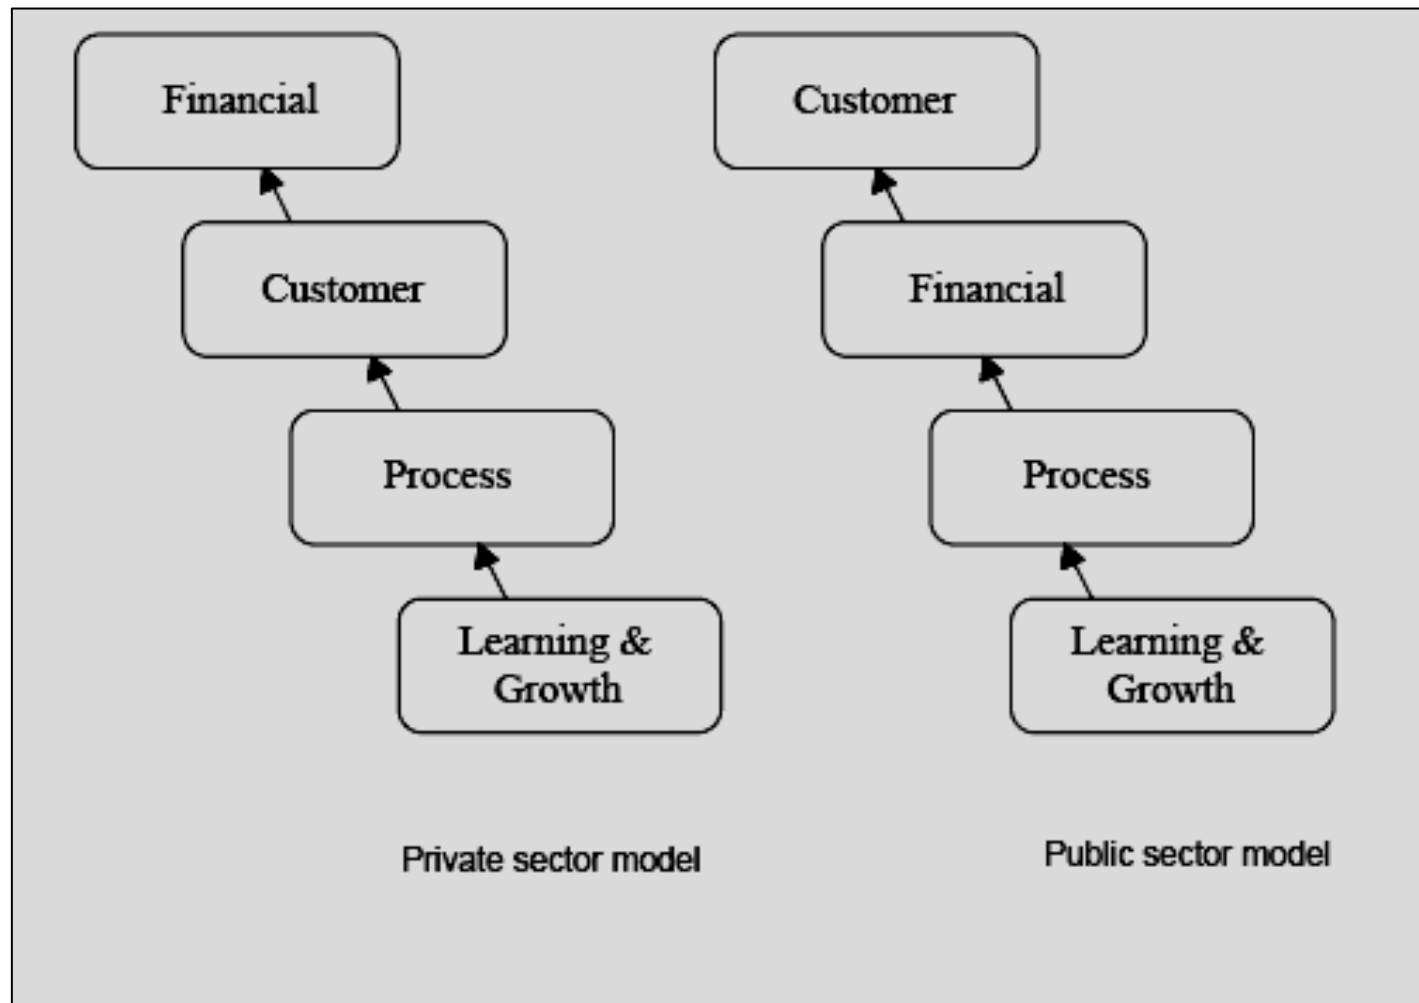 Financial
Customer
Process
Learning &
Growth
Private sector model
Customer
Financial
Process
Learning &
Growth
Public sector model